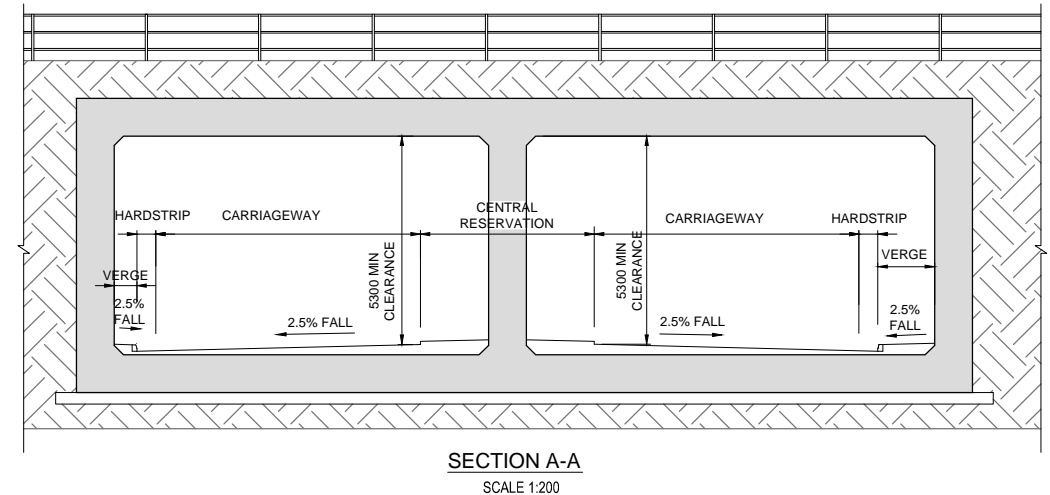 CENTRAL
RESERVATION
HARDSTRIP
CARRIAGEWAY
CARRIAGEWAY
HARDSTRIP
5300 MIN
CLEARANCE
5300 MIN
CLEARANCE
VERGE
VERGE
2.5%
FALL
2.5% FALL
2.5% FALL
2.5%
FALL
SECTION A-A
SCALE 1:200